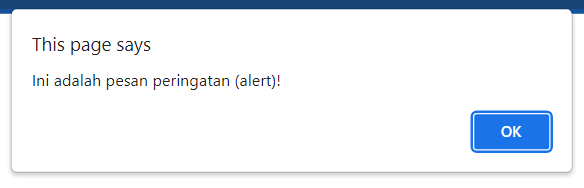 This page says
Ini adalah pesan peringatan (alert)!
OK